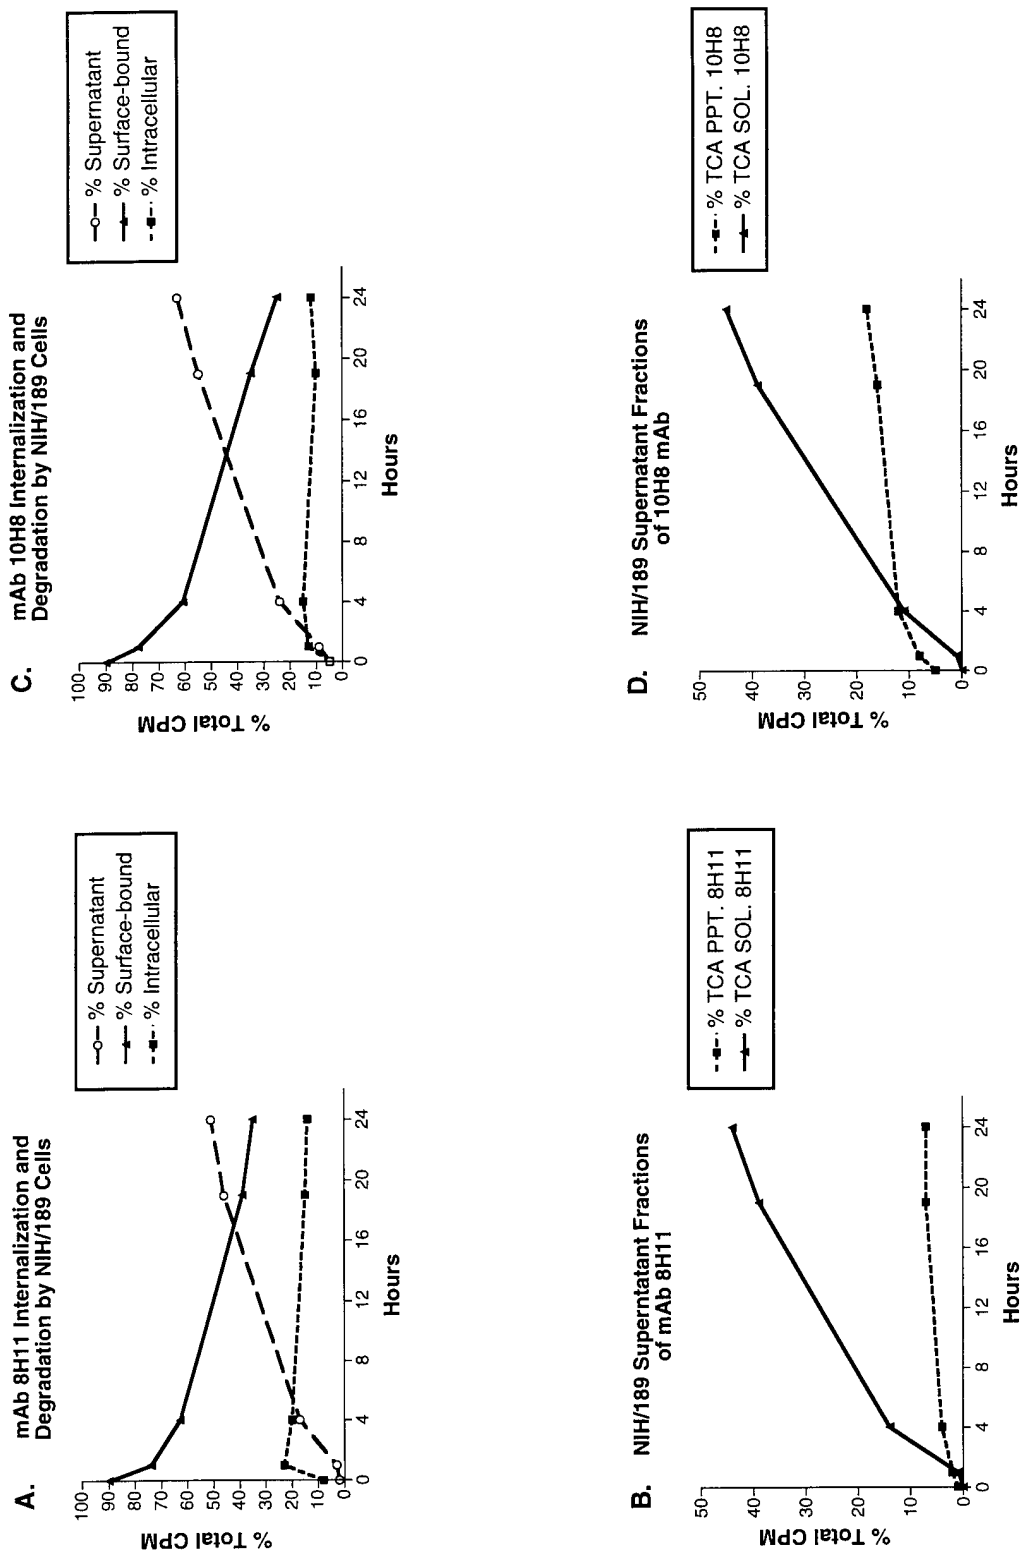 A.
mAb 8H11 Internalization and
Degradation by NIH/189 Cells
% Total CPM
100
90
80
70
60
50
40
30
20
10
0
0
4
8
12
16
20
24
Hours
% Supernatant
% Surface-bound
% Intracellular
B.
NIH/189 Superntatant Fractions
of mAb 8H11
% Total CPM
50
40
30
20
10
0
0
4
8
12
16
20
24
Hours
% TCA PPT. 8H11
% TCA SOL. 8H11
C.
mAb 10H8 Internalization and
Degradation by NIH/189 Cells
% Total CPM
100
90
80
70
60
50
40
30
20
10
0
0
4
8
12
16
20
24
Hours
% Supernatant
% Surface-bound
% Intracellular
D.
NIH/189 Supernatant Fractions
of 10H8 mAb
% Total CPM
50
40
30
20
10
0
0
4
8
12
16
20
24
Hours
% TCA PPT. 10H8
% TCA SOL. 10H8